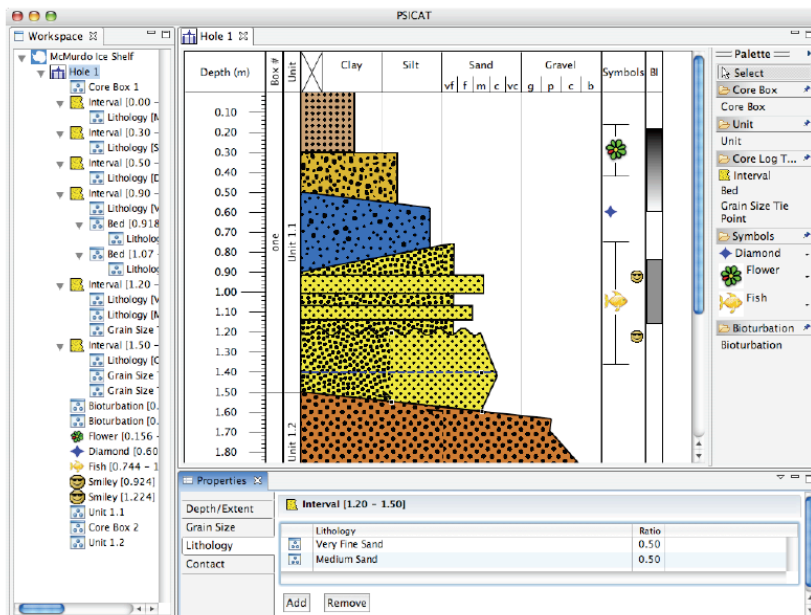 PSICAT
Workspace
McMurdo Ice Shelf
Hole 1
Core Box 1
Interval [0.00 -
Lithology [M
Interval [0.30 -
Lithology [S
Interval [0.50 -
Lithology [D
Interval [0.90 -
Lithology [V
Bed [0.918
Litholo
Bed [1.07 -
Litholo
Interval [1.20 -
Lithology [V
Lithology [M
Grain Size T
Interval [1.50 -
Lithology [C
Grain Size T
Grain Size T
Bioturbation [0.
Bioturbation [0.
Flower [0.156 -
Diamond [0.60
Fish [0.744 - 1
Smiley [0.924]
Smiley [1.224]
Unit 1.1
Core Box 2
Unit 1.2
Hole 1
Depth (m)
Box #
Unit
Clay
Silt
Sand
Gravel
vf f m c vc g p c b
Symbols
BI
0.10
0.20
0.30
0.40
0.50
0.60
0.70
0.80
0.90
1.00
1.10
1.20
1.30
1.40
1.50
1.60
1.70
1.80
one
Unit 1.1
Unit 1.2
Palette
Select
Core Box
Core Box
Unit
Unit
Core Log T...
Interval
Bed
Grain Size Tie
Point
Symbols
Diamond
Flower
Fish
Bioturbation
Bioturbation
Properties
Depth/Extent
Grain Size
Lithology
Contact
Interval [1.20 - 1.50]
Lithology Ratio
Very Fine Sand 0.50
Medium Sand 0.50
Add Remove